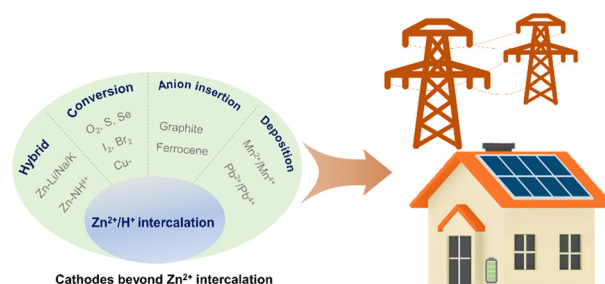 Hybrid
Zn-Li/Na/K
Zn-NH⁴⁺
Conversion
O₂, S, Se
I₂, Br₂
Cu-
Anion insertion
Graphite
Ferrocene
Deposition
Mn²⁺/Mn⁴⁺
Pb²⁺/Pb⁴⁺
Zn²⁺/H⁺ intercalation
Cathodes beyond Zn²⁺ intercalation